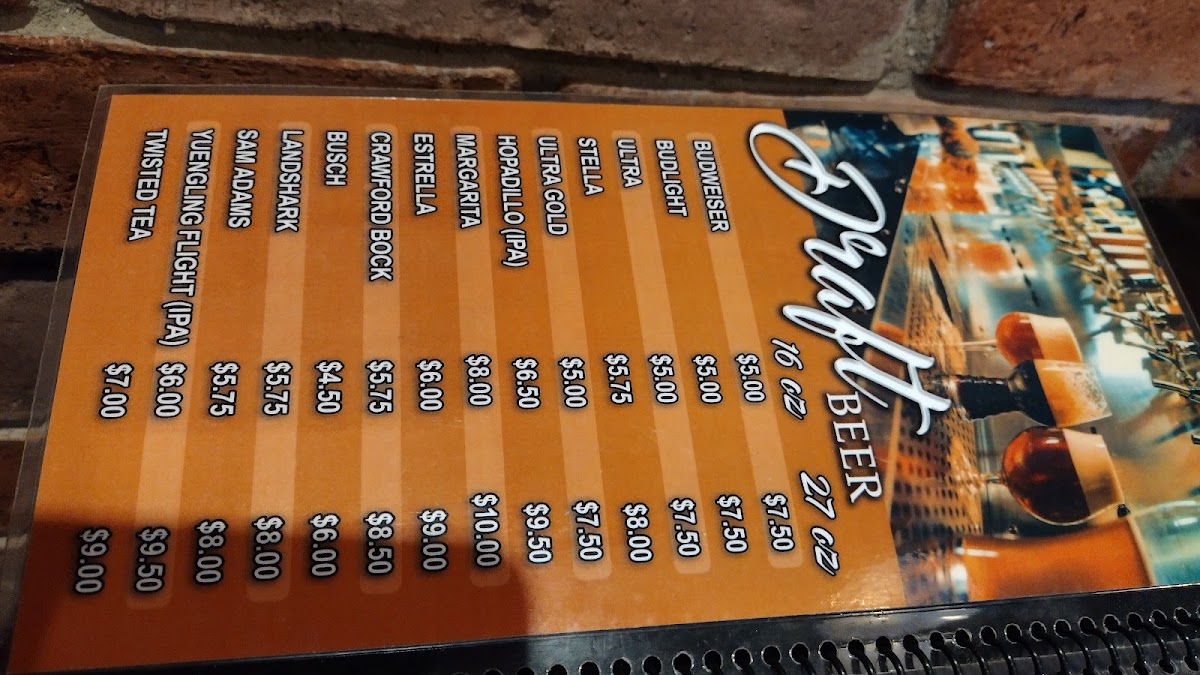 Draft BEER
16 oz 27 oz
BUDWEISER $5.00 $7.50
BUDLIGHT $5.00 $7.50
ULTRA $5.00 $7.50
STELLA $5.75 $8.00
ULTRA GOLD $5.00 $7.50
HOPADILLO (IPA) $6.50 $9.50
MARGARITA $8.00 $10.00
ESTRELLA $6.00 $9.00
CRAWFORD BOCK $5.75 $8.50
BUSCH $4.50 $6.00
LANDSHARK $5.75 $8.00
SAM ADAMS $5.75 $8.00
YUENGLING FLIGHT (IPA) $6.00 $9.50
TWISTED TEA $7.00 $9.00